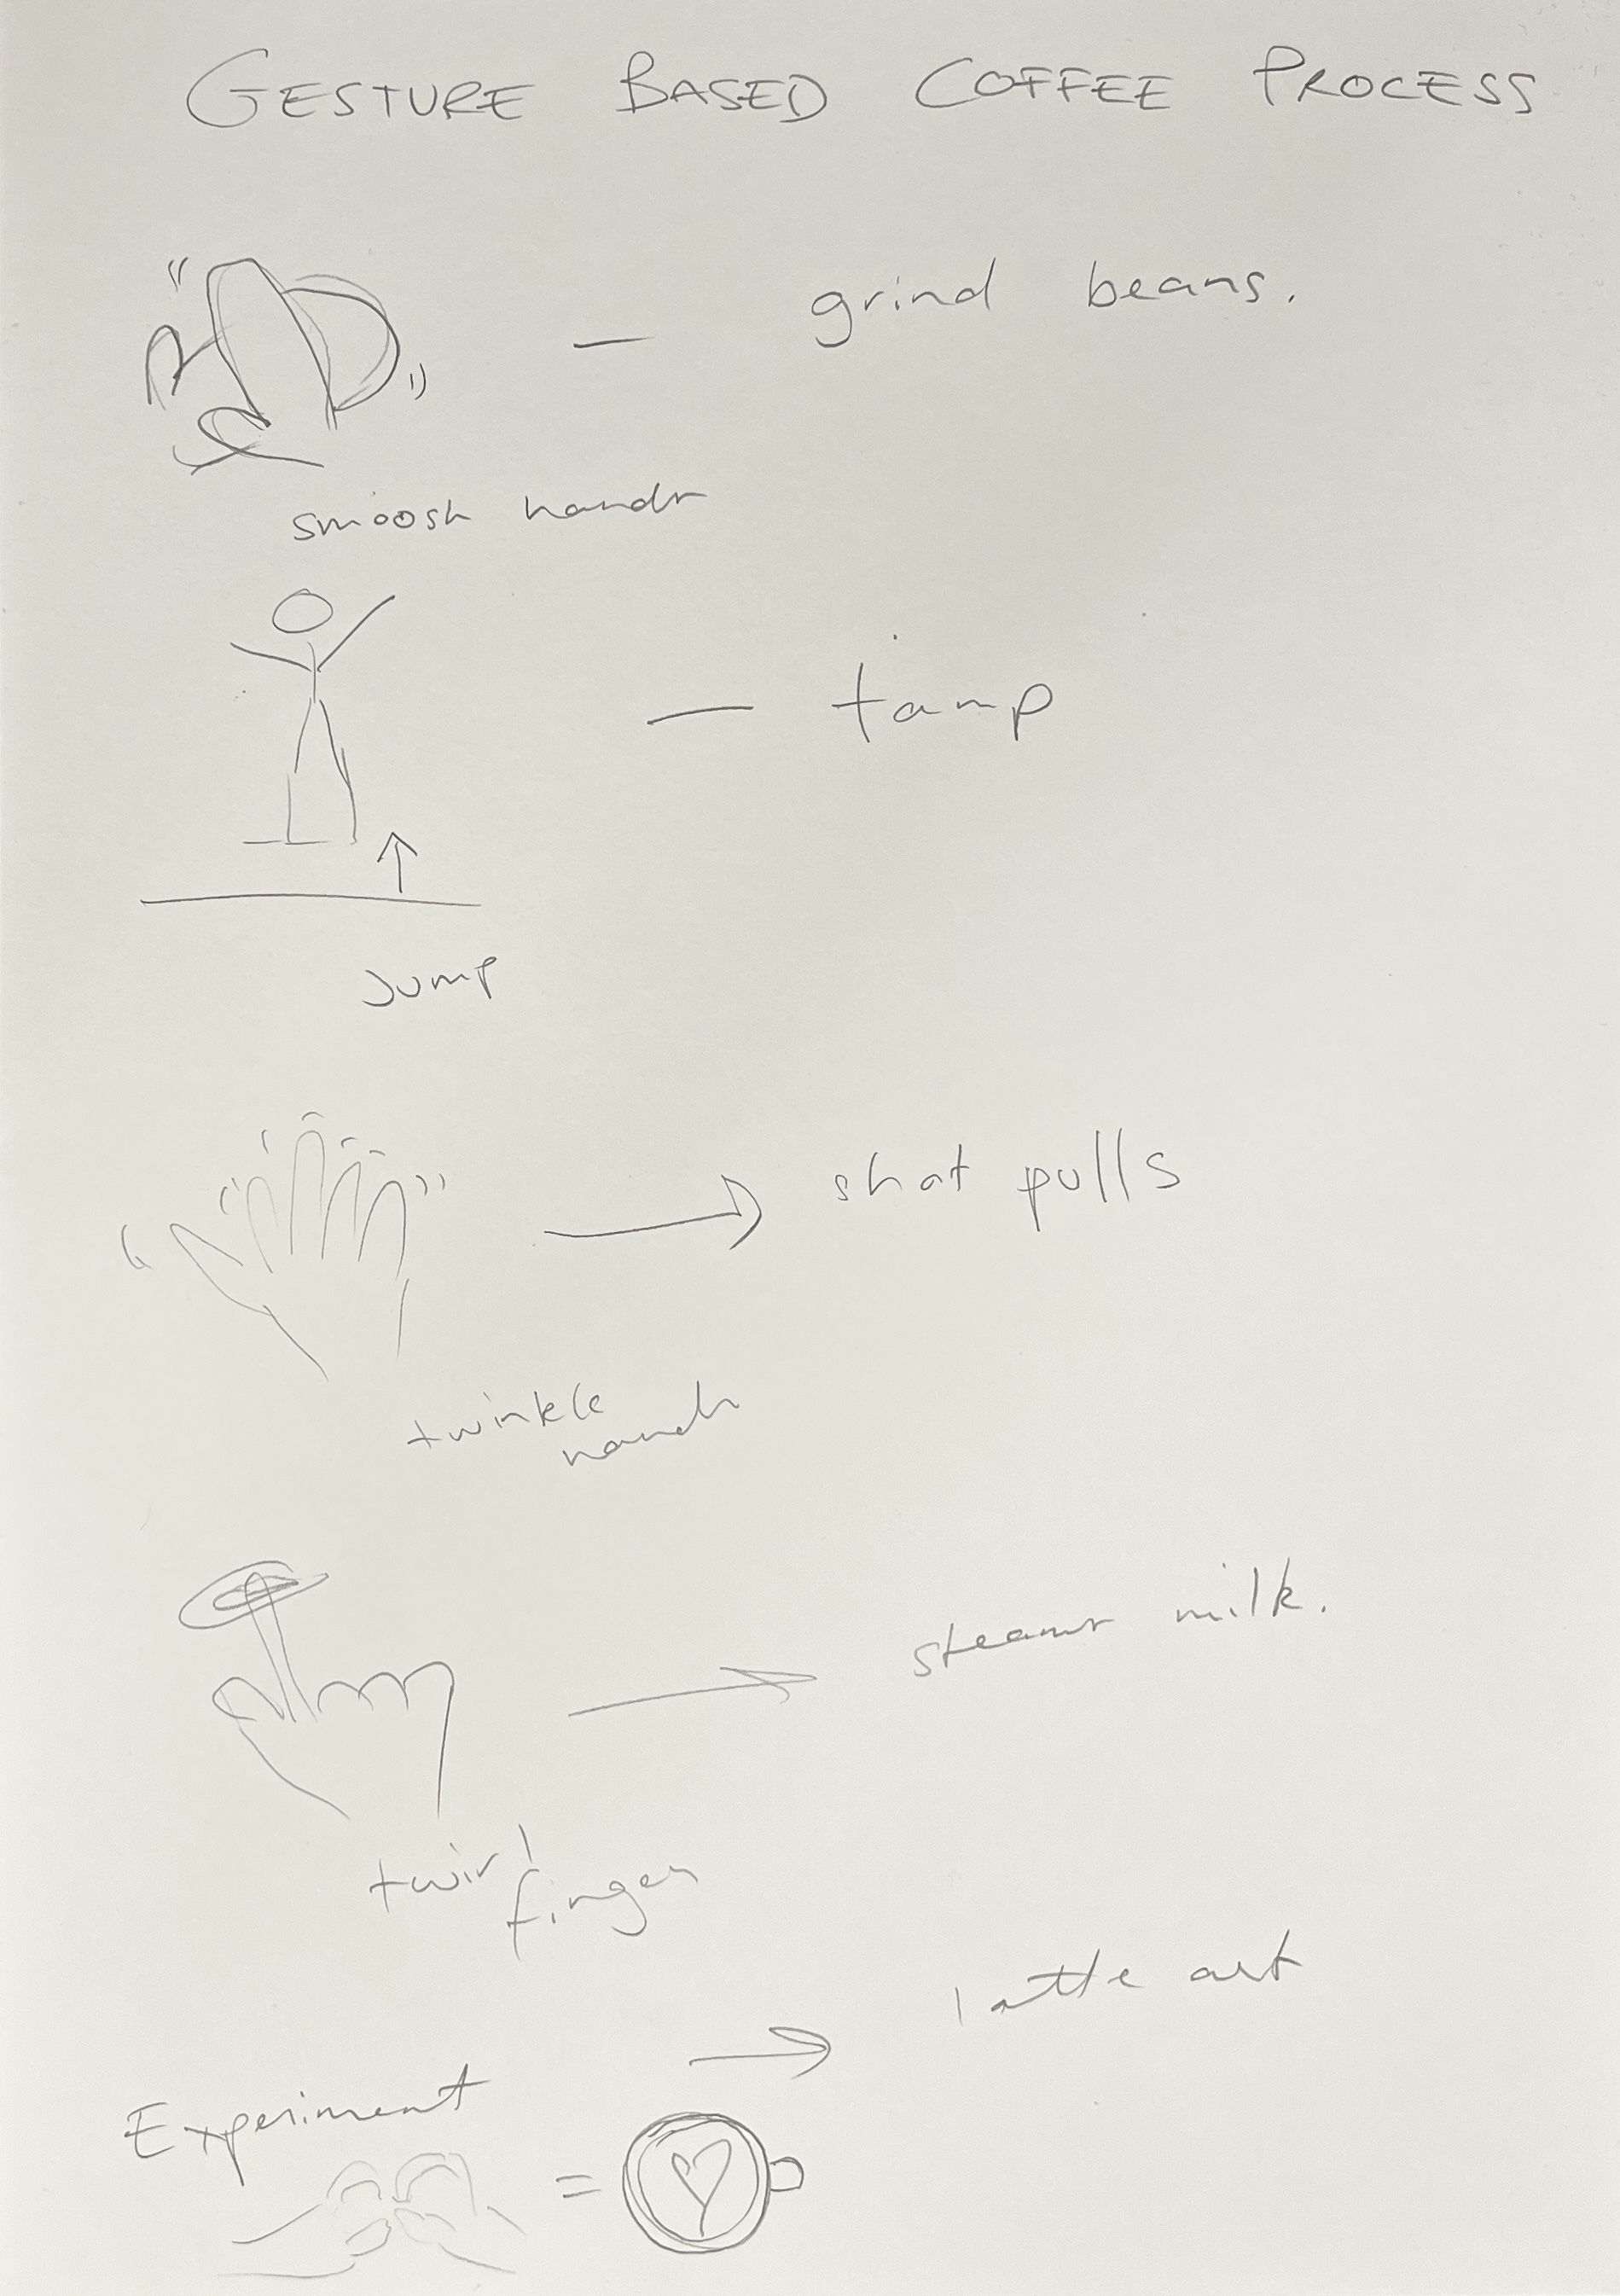 GESTURE BASED COFFEE PROCESS
— grind beans.
smoosh hands
— tamp
Jump
shot pulls
twinkle
hands
steams milk.
twirl
finger
latte art
Experiment
=